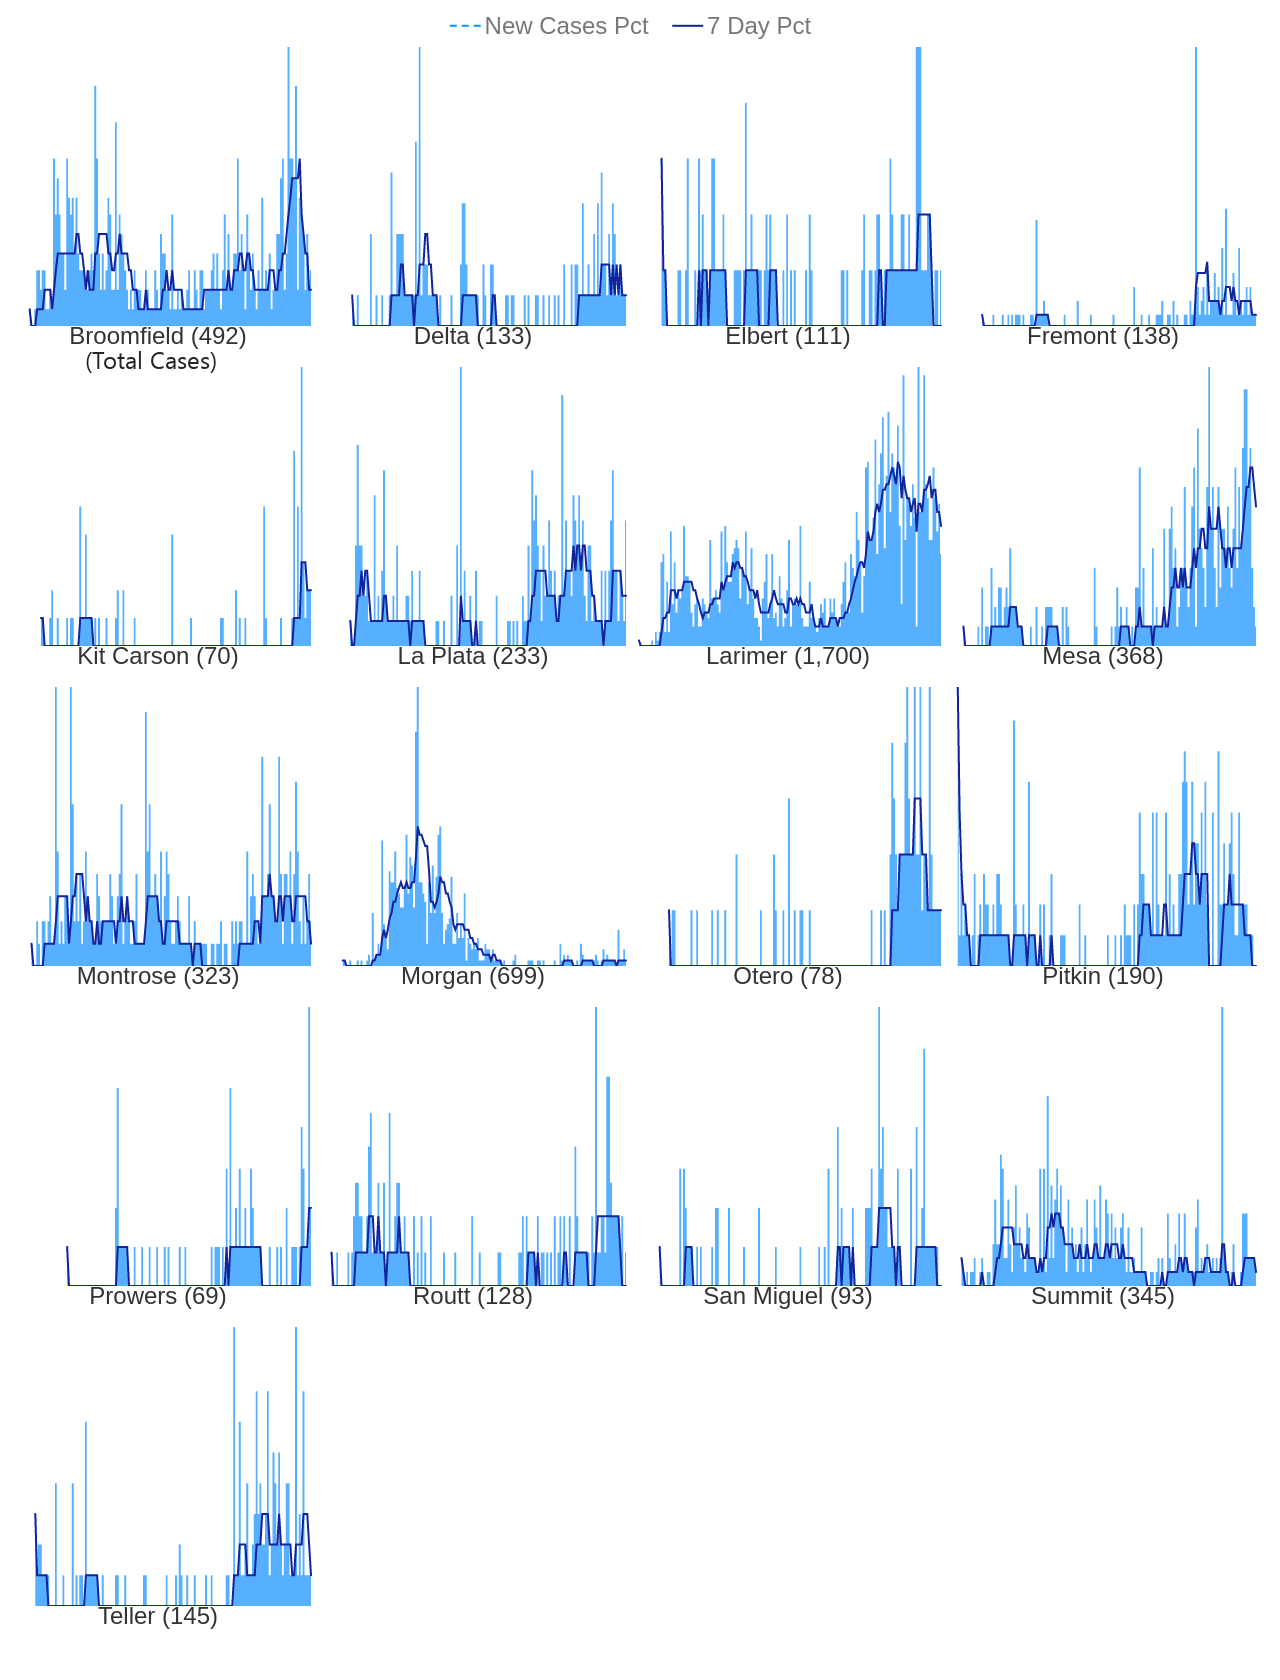 New Cases Pct 7 Day Pct
Broomfield (492) Delta (133) Elbert (111) Fremont (138)
(Total Cases)
Kit Carson (70) La Plata (233) Larimer (1,700) Mesa (368)
Montrose (323) Morgan (699) Otero (78) Pitkin (190)
Prowers (69) Routt (128) San Miguel (93) Summit (345)
Teller (145)